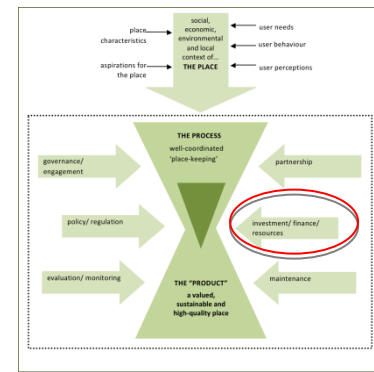 social,
economic,
environmental
and local
context of...
THE PLACE
place
characteristics
aspirations for
the place
user needs
user behaviour
user perceptions
THE PROCESS
well-coordinated
'place-keeping'
governance/
engagement
partnership
policy/ regulation
investment/ finance/
resources
evaluation/ monitoring
maintenance
THE "PRODUCT"
a valued,
sustainable and
high-quality place